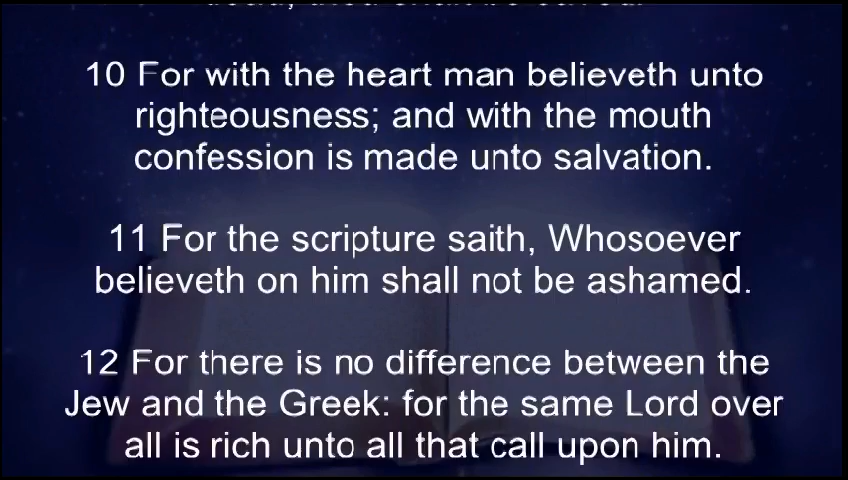 10 For with the heart man believeth unto
righteousness; and with the mouth
confession is made unto salvation.
11 For the scripture saith, Whosoever
believeth on him shall not be ashamed.
12 For there is no difference between the
Jew and the Greek: for the same Lord over
all is rich unto all that call upon him.